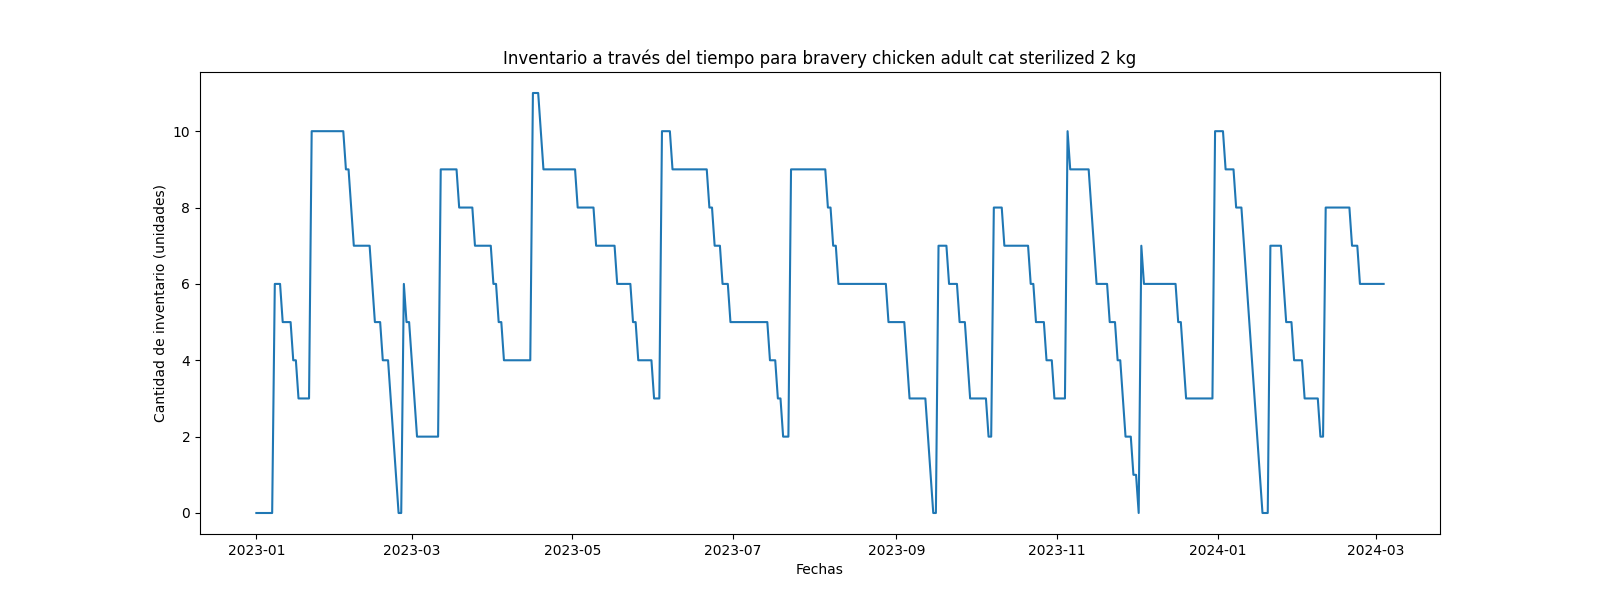 Inventario a través del tiempo para bravery chicken adult cat sterilized 2 kg
Cantidad de inventario (unidades)
10
8
6
4
2
0
2023-01 2023-03 2023-05 2023-07 2023-09 2023-11 2024-01 2024-03
Fechas